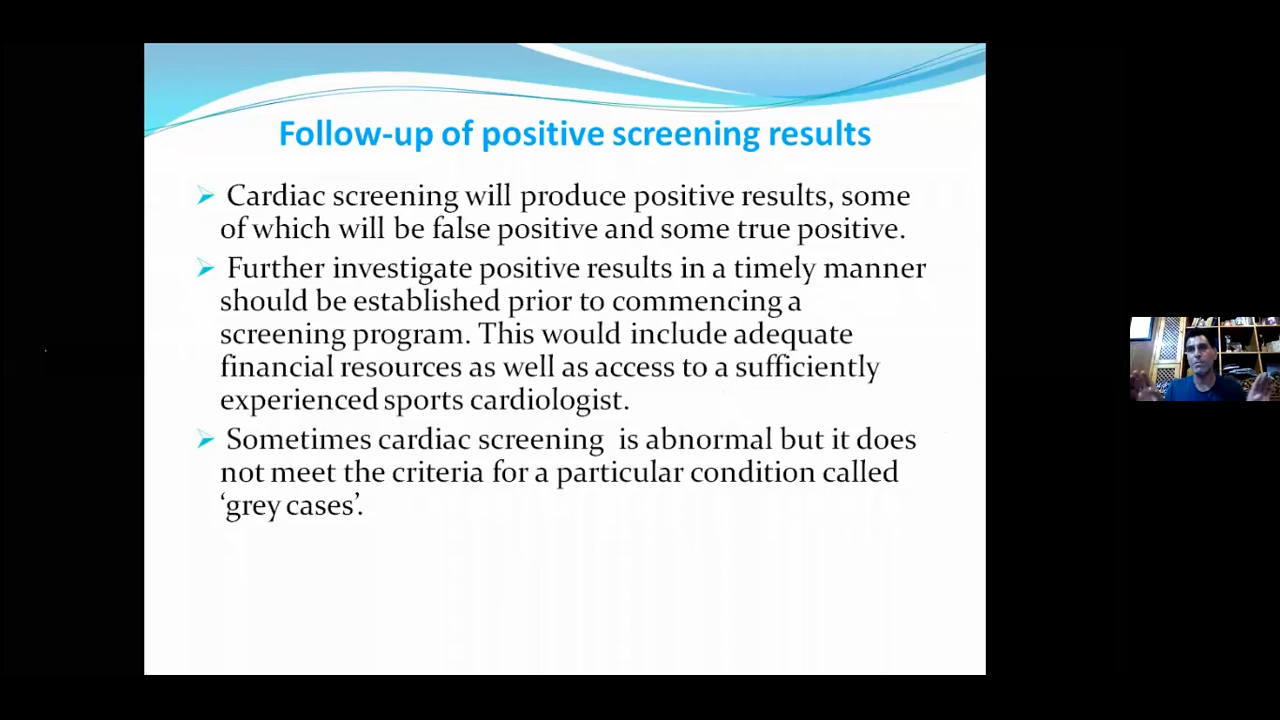 Follow-up of positive screening results
Cardiac screening will produce positive results, some
of which will be false positive and some true positive.
Further investigate positive results in a timely manner
should be established prior to commencing a
screening program. This would include adequate
financial resources as well as access to a sufficiently
experienced sports cardiologist.
Sometimes cardiac screening is abnormal but it does
not meet the criteria for a particular condition called
‘grey cases’.